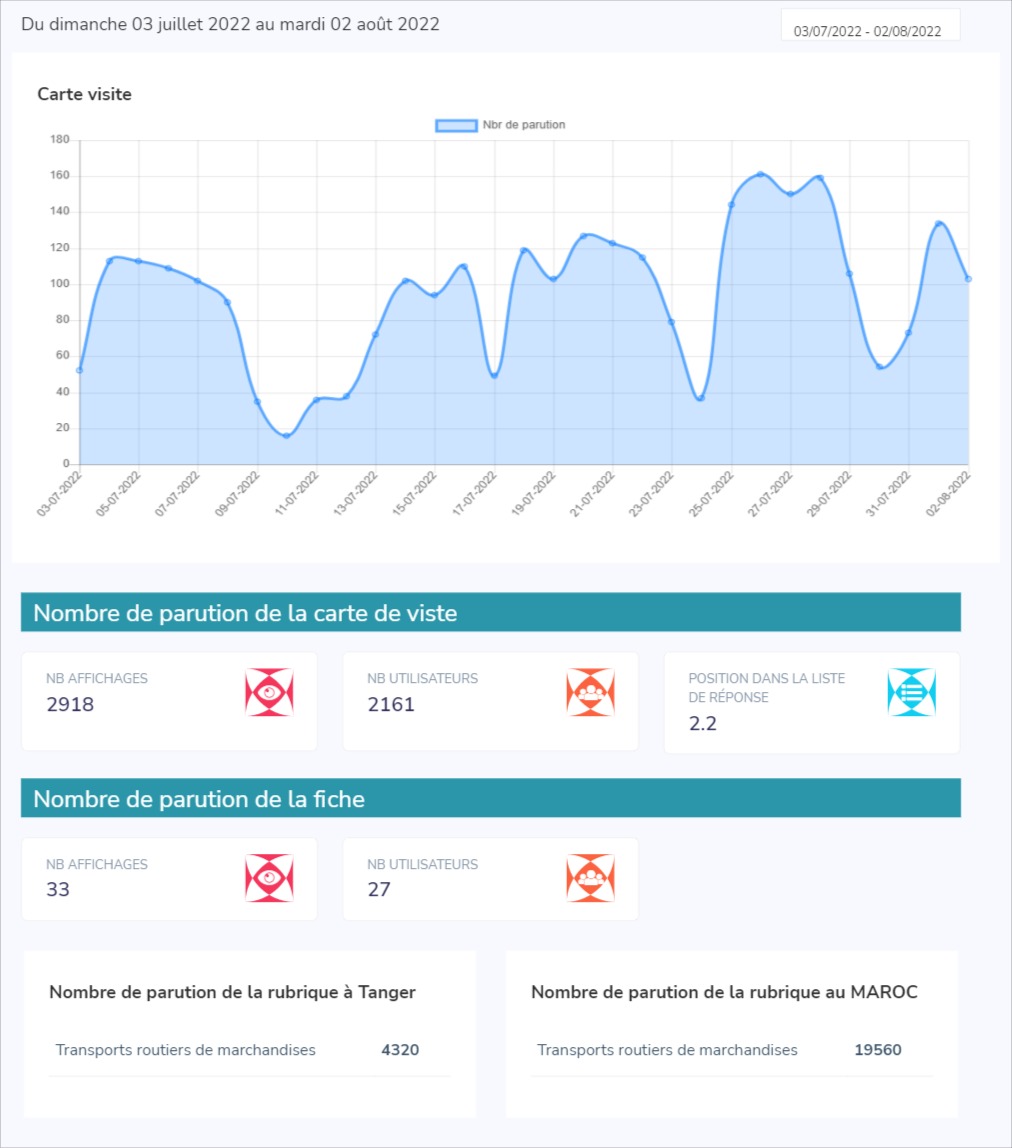 Du dimanche 03 juillet 2022 au mardi 02 août 2022
03/07/2022 - 02/08/2022
Carte visite
Nbr de parution
180
160
140
120
100
80
60
40
20
0
03-07-2022
05-07-2022
07-07-2022
09-07-2022
11-07-2022
13-07-2022
15-07-2022
17-07-2022
19-07-2022
21-07-2022
23-07-2022
25-07-2022
27-07-2022
29-07-2022
31-07-2022
02-08-2022
Nombre de parution de la carte de viste
NB AFFICHAGES
2918
NB UTILISATEURS
2161
POSITION DANS LA LISTE
DE RÉPONSE
2.2
Nombre de parution de la fiche
NB AFFICHAGES
33
NB UTILISATEURS
27
Nombre de parution de la rubrique à Tanger
Transports routiers de marchandises 4320
Nombre de parution de la rubrique au MAROC
Transports routiers de marchandises 19560